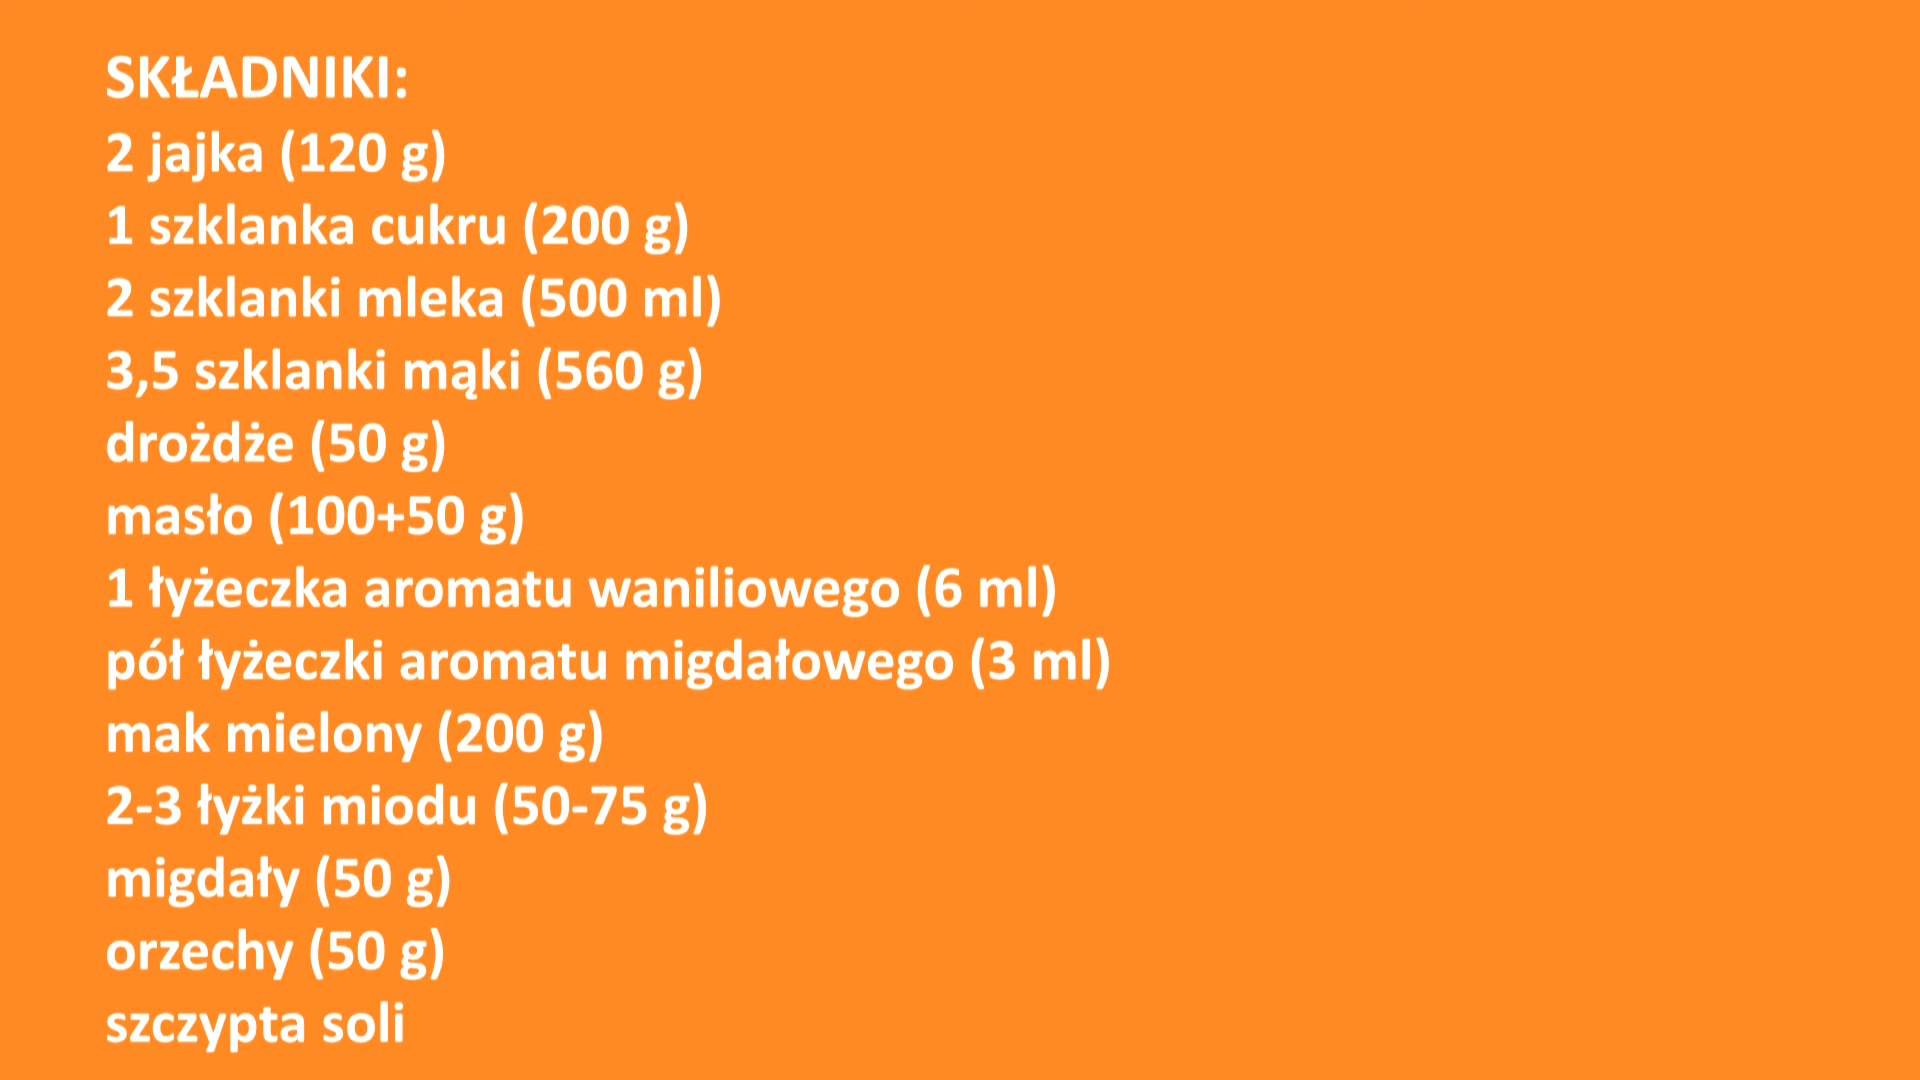 SKŁADNIKI:
2 jajka (120 g)
1 szklanka cukru (200 g)
2 szklanki mleka (500 ml)
3,5 szklanki mąki (560 g)
drożdże (50 g)
masło (100+50 g)
1 łyżeczka aromatu waniliowego (6 ml)
pół łyżeczki aromatu migdałowego (3 ml)
mak mielony (200 g)
2-3 łyżki miodu (50-75 g)
migdały (50 g)
orzechy (50 g)
szczypta soli